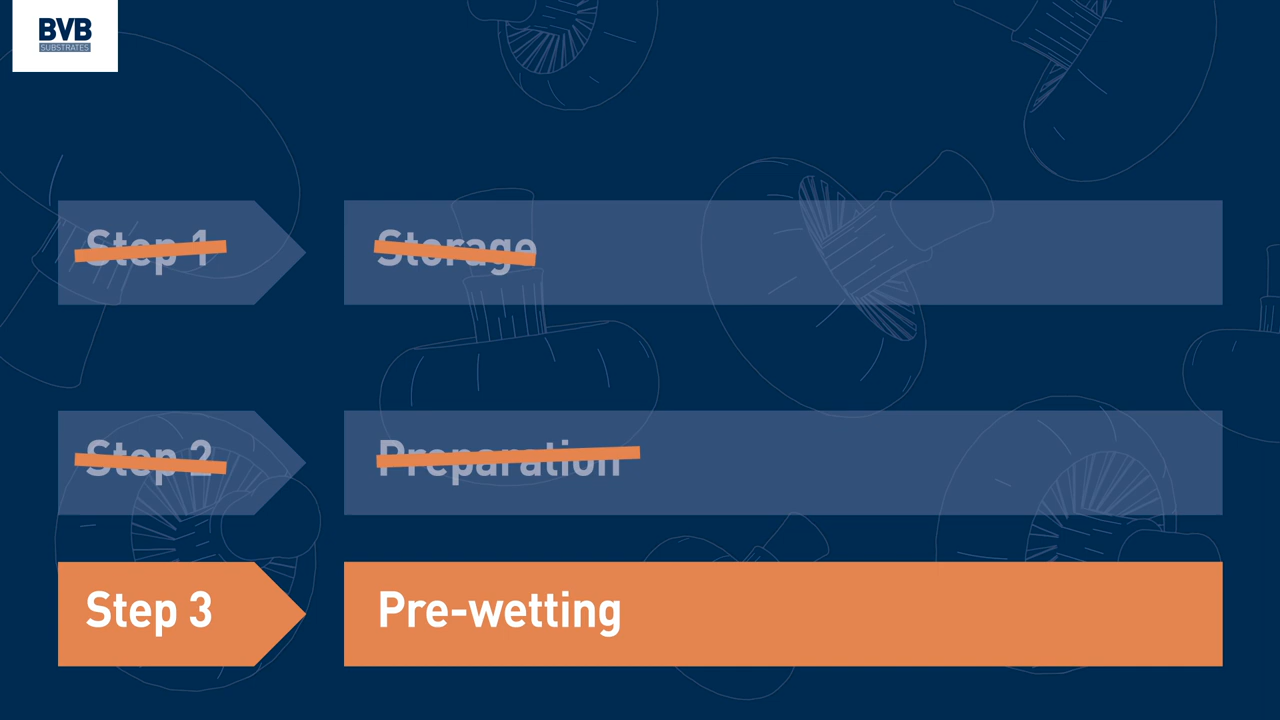 BVB
SUBSTRATES
Step 1
Storage
Step 2
Preparation
Step 3
Pre-wetting